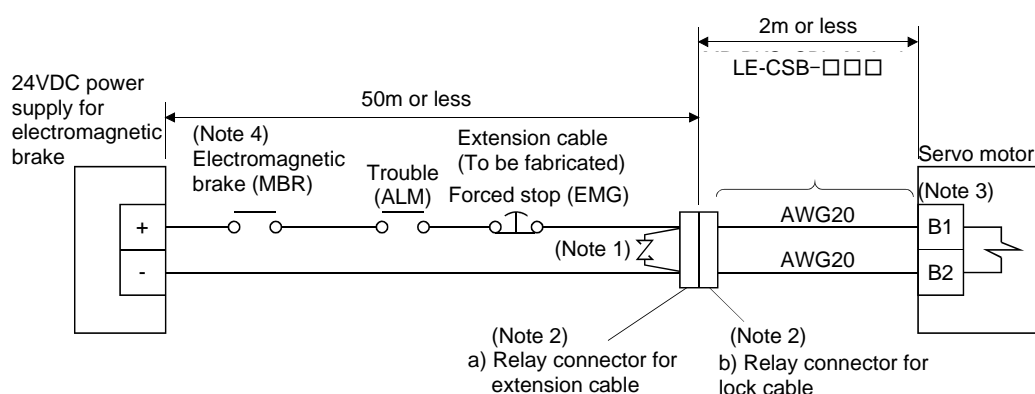 2m or less
LE-CSB-□□□
24VDC power
supply for
electromagnetic
brake
50m or less
(Note 4)
Electromagnetic
brake (MBR)
Trouble
(ALM)
Extension cable
(To be fabricated)
Forced stop (EMG)
Servo motor
(Note 3)
+
-
(Note 1)
AWG20
AWG20
B1
B2
(Note 2)
a) Relay connector for
extension cable
(Note 2)
b) Relay connector for
lock cable